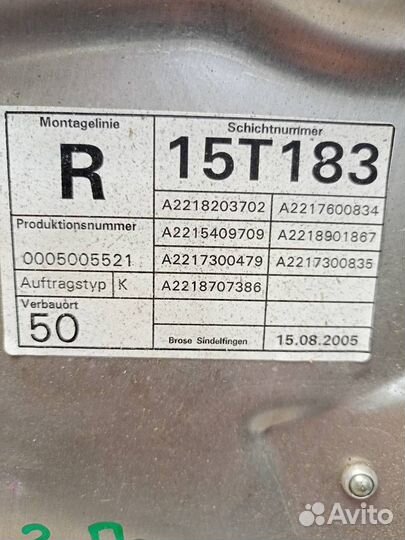 Montagelinie
R
Schichtnummer
15T183
A2218203702 A2217600834
Produktionsnummer
A2215409709 A2218901867
0005005521
A2217300479 A2217300835
Auftragstyp K
A2218707386
Verbauort
50
Brose Sindelfingen
15.08.2005
З П
Avito